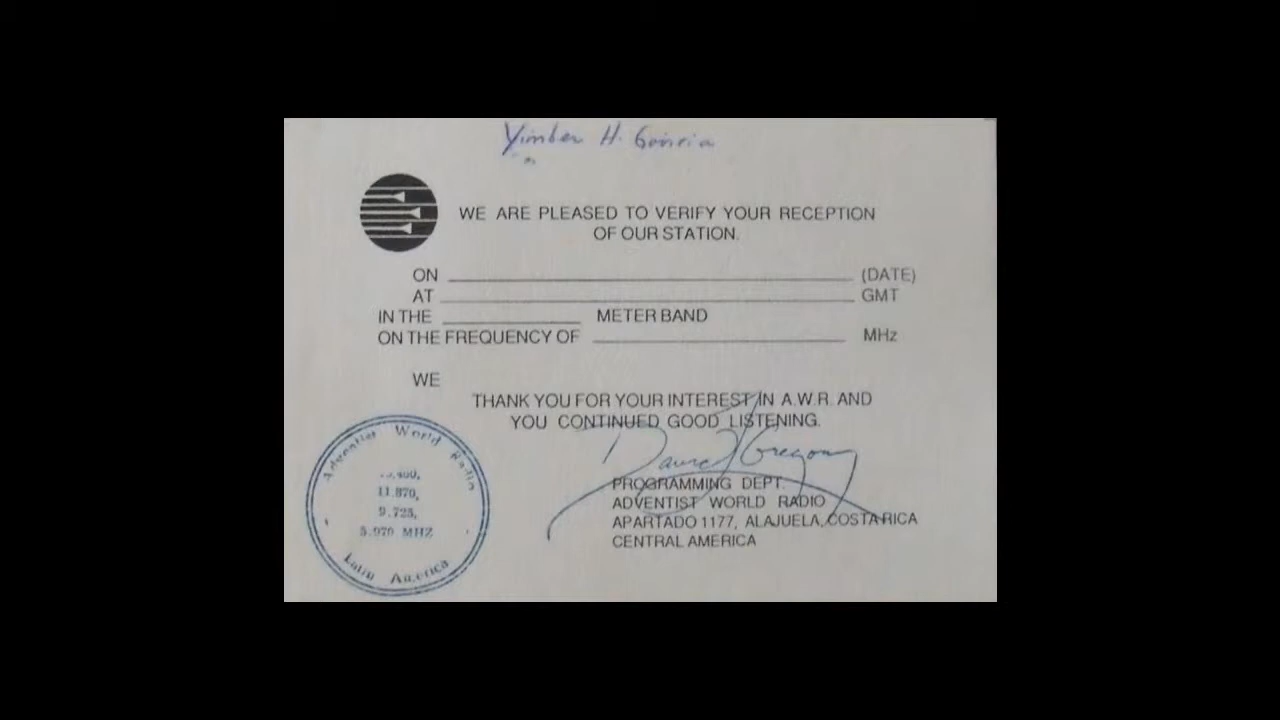 Yimber H. Gaviria
WE ARE PLEASED TO VERIFY YOUR RECEPTION
OF OUR STATION.
ON (DATE)
AT GMT
IN THE METER BAND
ON THE FREQUENCY OF MHz
WE
THANK YOU FOR YOUR INTEREST IN A.W.R. AND
YOU CONTINUED GOOD LISTENING.
David Gregory
PROGRAMMING DEPT.
ADVENTIST WORLD RADIO
APARTADO 1177, ALAJUELA, COSTA RICA
CENTRAL AMERICA
Adventist World Radio
11.870,
9.725,
5.970 MHZ
Latin America